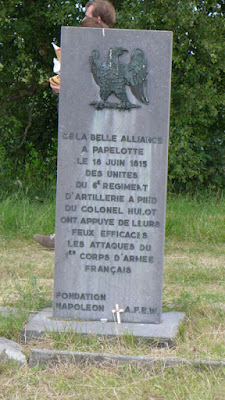 DE LA BELLE ALLIANCE
A PAPELOTTE
LE 18 JUIN 1815
DES UNITES
DU 6E REGIMENT
D'ARTILLERIE A PIED
DU COLONEL HULOT
ONT APPUYE DE LEURS
FEUX EFFICACES
LES ATTAQUES DU
1ER CORPS D'ARMEE
FRANÇAIS
FONDATION
NAPOLEON A.F.E.W.